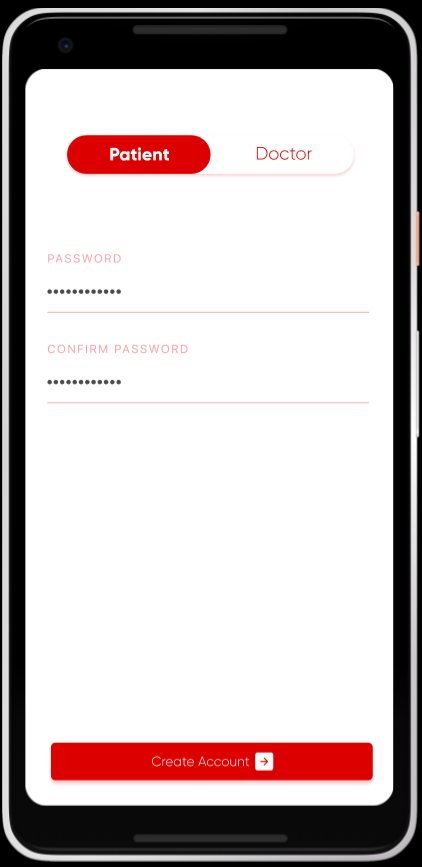 Patient Doctor
PASSWORD
••••••••••••
CONFIRM PASSWORD
••••••••••••
Create Account